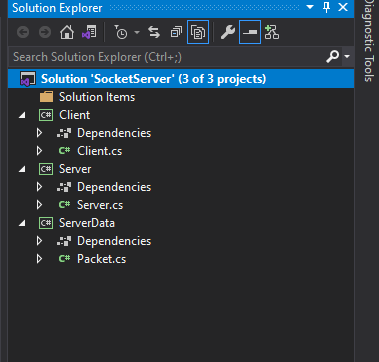 Solution Explorer
Search Solution Explorer (Ctrl+;)
Solution 'SocketServer' (3 of 3 projects)
Solution Items
C# Client
Dependencies
C# Client.cs
C# Server
Dependencies
C# Server.cs
C# ServerData
Dependencies
C# Packet.cs
Diagnostic Tools